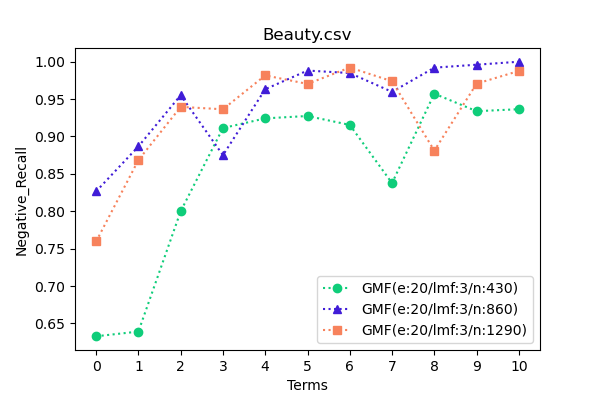 Beauty.csv
Negative_Recall
1.00
0.95
0.90
0.85
0.80
0.75
0.70
0.65
GMF(e:20/lmf:3/n:430)
GMF(e:20/lmf:3/n:860)
GMF(e:20/lmf:3/n:1290)
0 1 2 3 4 5 6 7 8 9 10
Terms